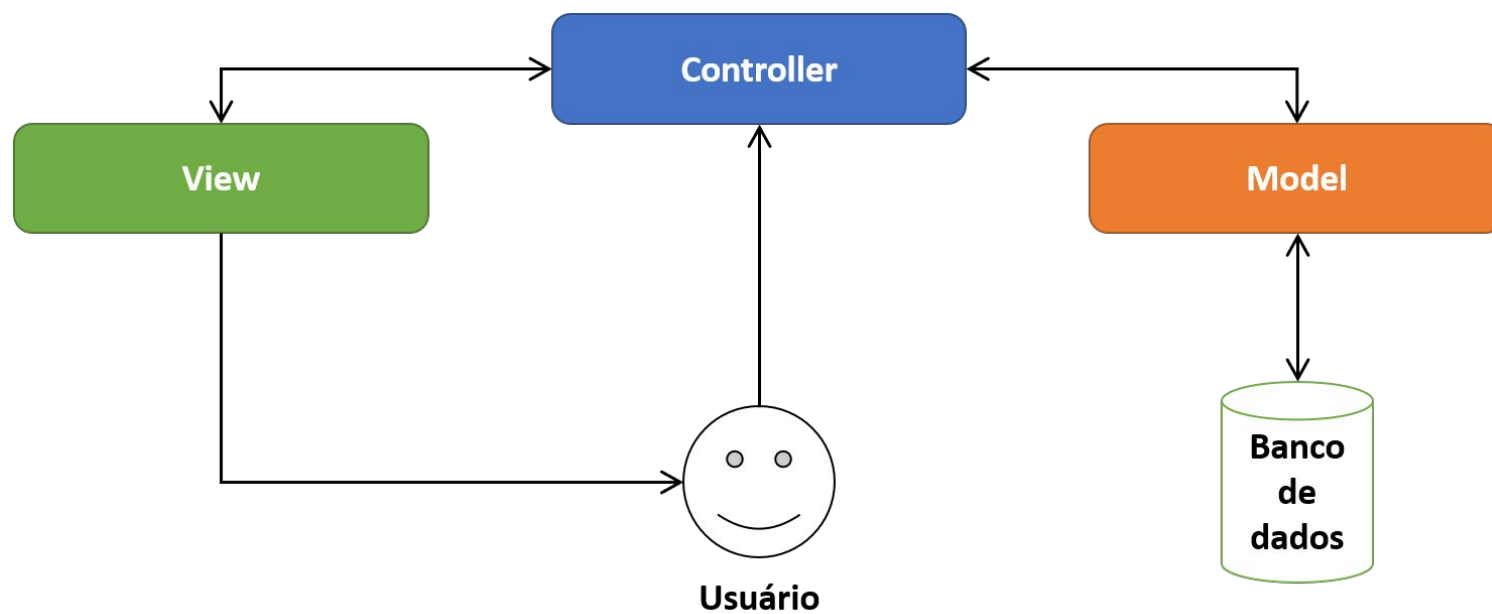 Controller
View
Model
Banco
de
dados
Usuário